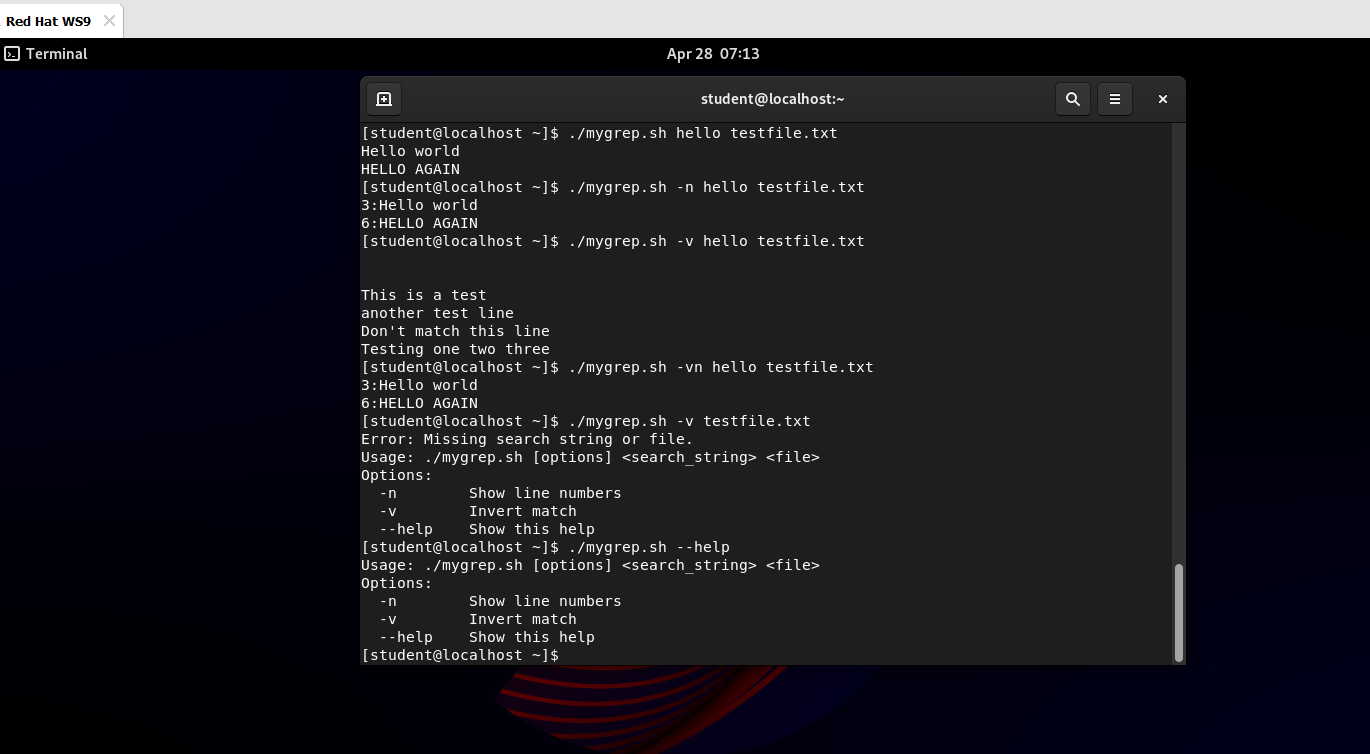 Red Hat WS9
Terminal
Apr 28 07:13
student@localhost:~
[student@localhost ~]$ ./mygrep.sh hello testfile.txt
Hello world
HELLO AGAIN
[student@localhost ~]$ ./mygrep.sh -n hello testfile.txt
3:Hello world
6:HELLO AGAIN
[student@localhost ~]$ ./mygrep.sh -v hello testfile.txt


This is a test
another test line
Don't match this line
Testing one two three
[student@localhost ~]$ ./mygrep.sh -vn hello testfile.txt
3:Hello world
6:HELLO AGAIN
[student@localhost ~]$ ./mygrep.sh -v testfile.txt
Error: Missing search string or file.
Usage: ./mygrep.sh [options] <search_string> <file>
Options:
  -n        Show line numbers
  -v        Invert match
  --help    Show this help
[student@localhost ~]$ ./mygrep.sh --help
Usage: ./mygrep.sh [options] <search_string> <file>
Options:
  -n        Show line numbers
  -v        Invert match
  --help    Show this help
[student@localhost ~]$